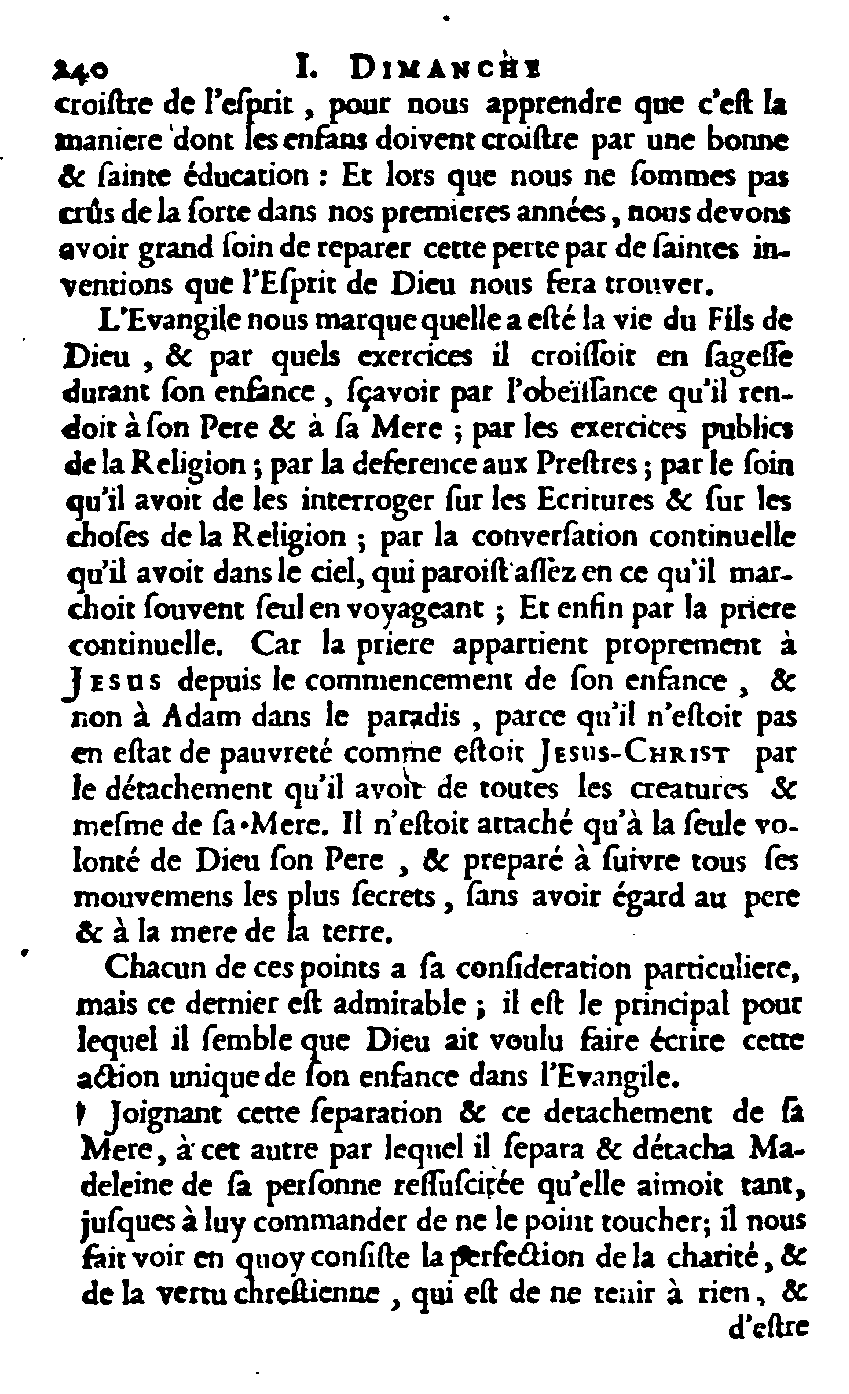 240 I. DIMANCHE
croiſtre de l'eſprit , pour nous apprendre que c'eſt la
maniere dont les enfans doivent croiſtre par une bonne
& ſainte éducation : Et lors que nous ne ſommes pas
crûs de la ſorte dans nos premieres années , nous devons
avoir grand ſoin de reparer cette perte par de ſaintes in-
ventions que l'Eſprit de Dieu nous fera trouver.
L'Evangile nous marque quelle a eſté la vie du Fils de
Dieu , & par quels exercices il croiſſoit en ſageſſe
durant ſon enfance , ſçavoir par l'obeïſſance qu'il ren-
doit à ſon Pere & à ſa Mere ; par les exercices publics
de la Religion ; par la deference aux Preſtres ; par le ſoin
qu'il avoit de les interroger ſur les Ecritures & ſur les
choſes de la Religion ; par la converſation continuelle
qu'il avoit dans le ciel, qui paroiſt aſſez en ce qu'il mar-
choit ſouvent ſeul en voyageant ; Et enfin par la priere
continuelle. Car la priere appartient proprement à
JESUS depuis le commencement de ſon enfance , &
non à Adam dans le paradis , parce qu'il n'eſtoit pas
en eſtat de pauvreté comme eſtoit JESUS-CHRIST par
le détachement qu'il avoit de toutes les creatures &
meſme de ſa Mere. Il n'eſtoit attaché qu'à la ſeule vo-
lonté de Dieu ſon Pere , & preparé à ſuivre tous ſes
mouvemens les plus ſecrets , ſans avoir égard au pere
& à la mere de la terre.
Chacun de ces points a ſa conſideration particuliere,
mais ce dernier eſt admirable ; il eſt le principal pour
lequel il ſemble que Dieu ait voulu faire écrire cette
action unique de ſon enfance dans l'Evangile.
Joignant cette ſeparation & ce detachement de ſa
Mere, à cet autre par lequel il ſepara & détacha Ma-
deleine de ſa perſonne reſſuſcitée qu'elle aimoit tant,
juſques à luy commander de ne le point toucher; il nous
fait voir en quoy conſiſte la perfection de la charité, &
de la vertu chreſtienne , qui eſt de ne tenir à rien, &
d'eſtre